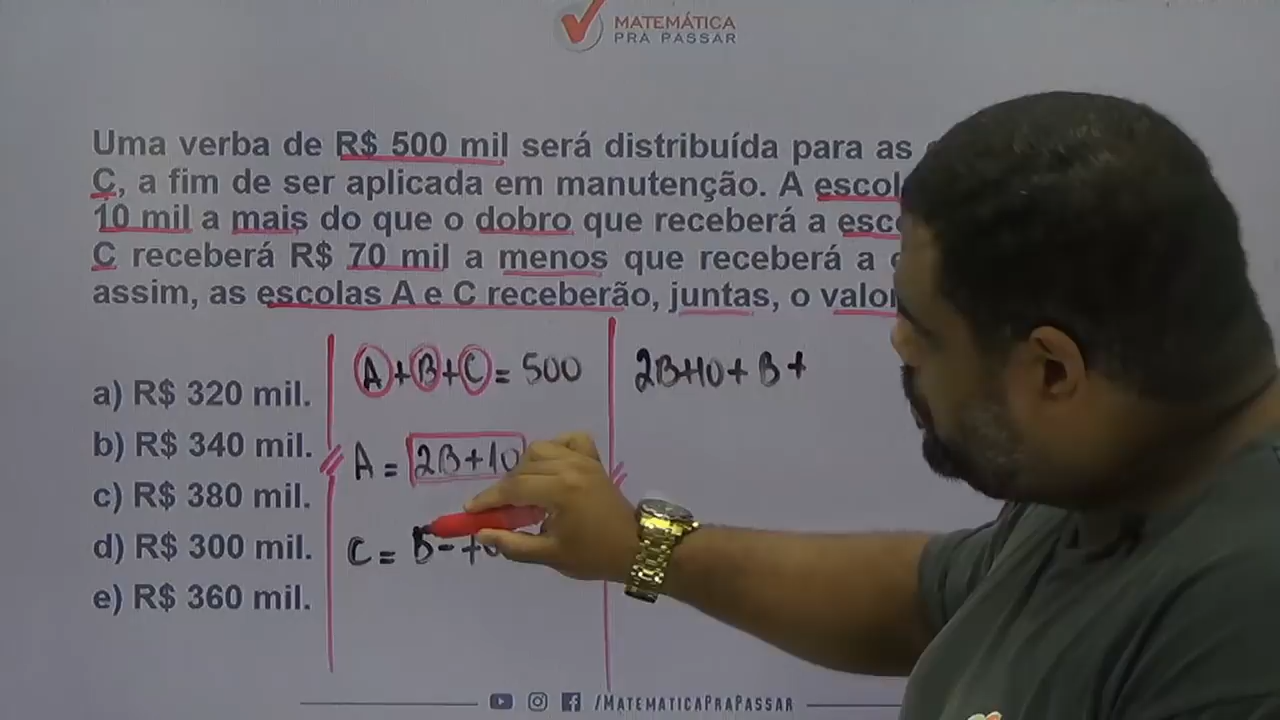 MATEMÁTICA
PRA PASSAR
Uma verba de R$ 500 mil será distribuída para as
C, a fim de ser aplicada em manutenção. A escol
10 mil a mais do que o dobro que receberá a esc
C receberá R$ 70 mil a menos que receberá a
assim, as escolas A e C receberão, juntas, o valor
A+B+C = 500
2B+10+B+
a) R$ 320 mil.
b) R$ 340 mil.
A = 2B+10
c) R$ 380 mil.
d) R$ 300 mil.
C = B-70
e) R$ 360 mil.
/MATEMATICAPRAPASSAR